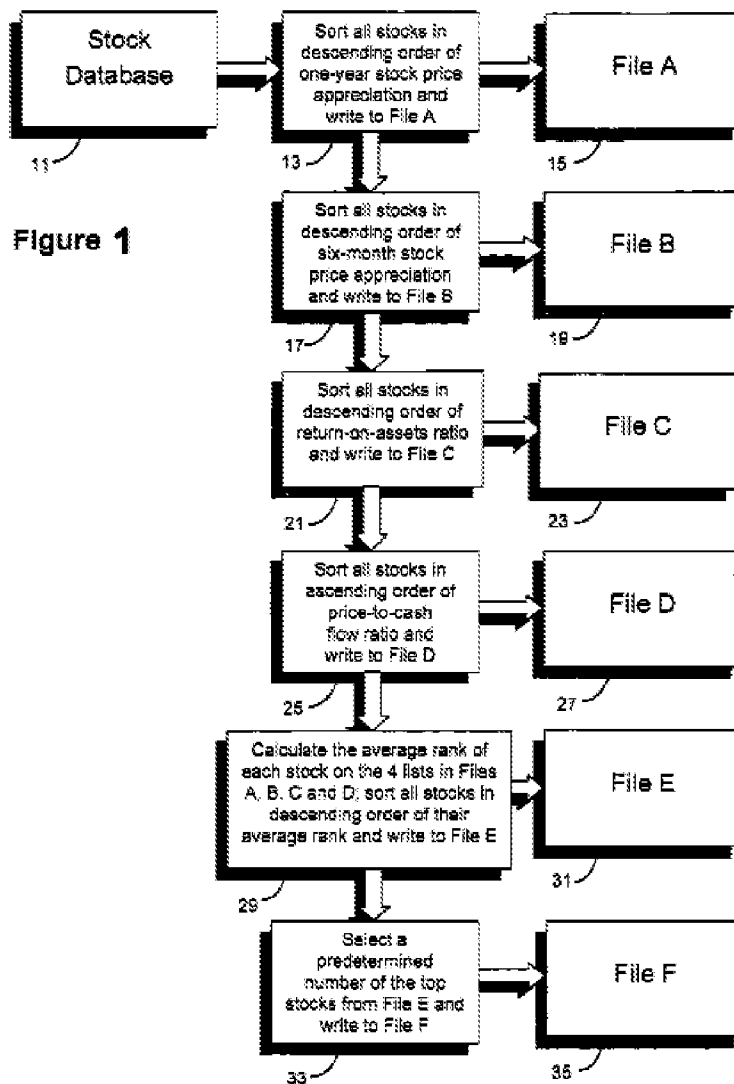 Stock
Database
11
Sort all stocks in
descending order of
one-year stock price
appreciation and
write to File A
13
File A
15
Figure 1
Sort all stocks in
descending order of
six-month stock
price appreciation
and write to File B
17
File B
19
Sort all stocks in
descending order of
return-on-assets ratio
and write to File C
21
File C
23
Sort all stocks in
ascending order of
price-to-cash
flow ratio and
write to File D
25
File D
27
Calculate the average rank of
each stock on the 4 lists in Files
A, B, C and D; sort all stocks in
descending order of their
average rank and write to File E
29
File E
31
Select a
predetermined
number of the top
stocks from File E and
write to File F
33
File F
35